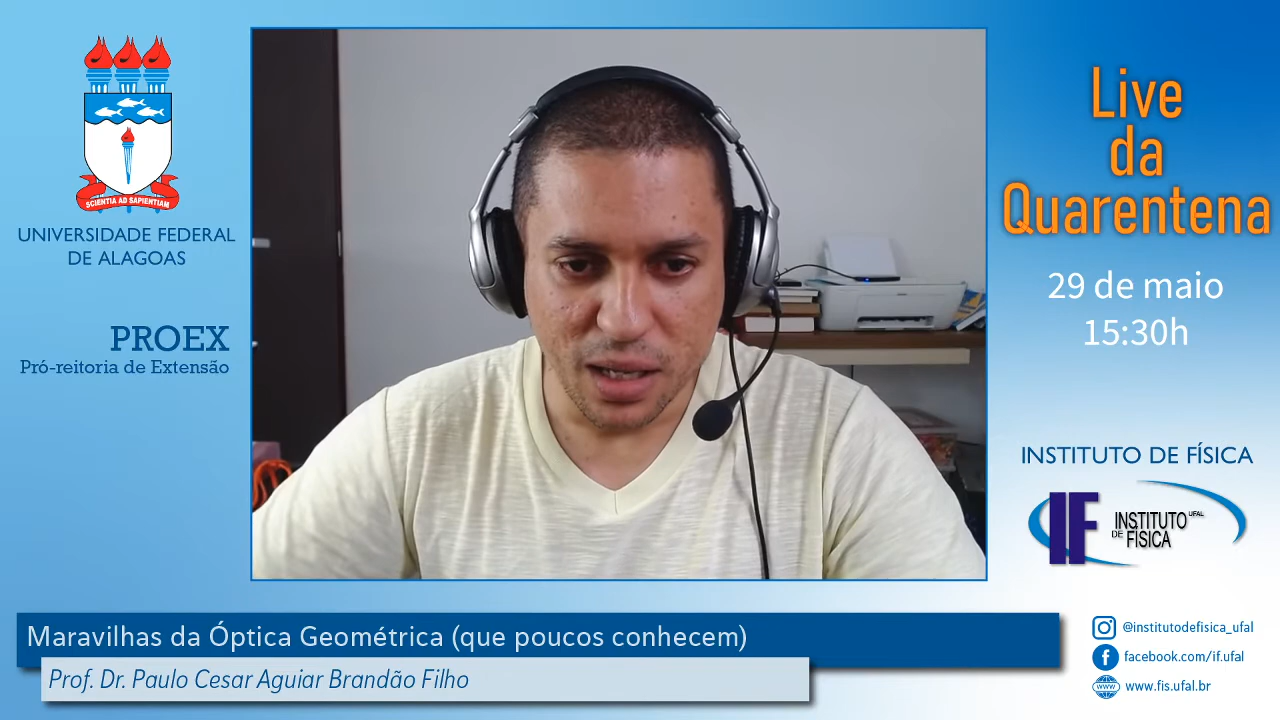 SCIENTIA AD SAPIENTIAM
UNIVERSIDADE FEDERAL
DE ALAGOAS
PROEX
Pró-reitoria de Extensão
Live
da
Quarentena
29 de maio
15:30h
INSTITUTO DE FÍSICA
IF
INSTITUTO UFAL
DE FÍSICA
Maravilhas da Óptica Geométrica (que poucos conhecem)
Prof. Dr. Paulo Cesar Aguiar Brandão Filho
@institutodefisica_ufal
facebook.com/if.ufal
www www.fis.ufal.br